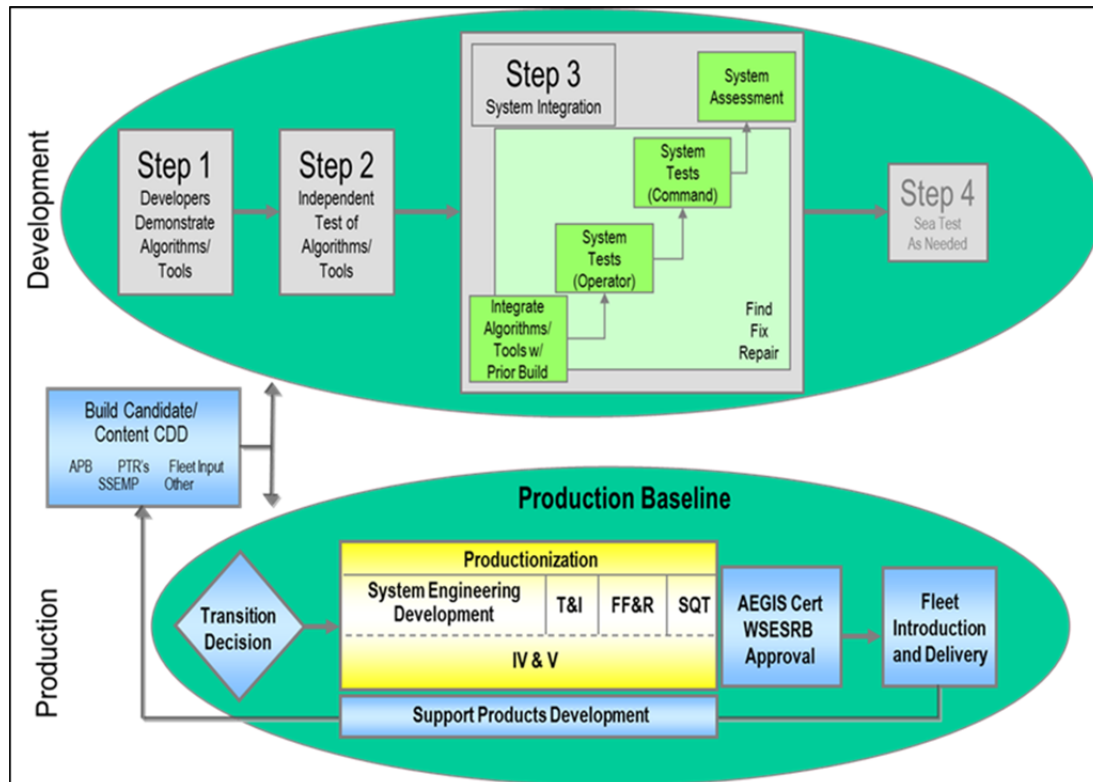 Development
Step 1
Developers
Demonstrate
Algorithms/
Tools
Step 2
Independent
Test of
Algorithms/
Tools
Step 3
System Integration
Integrate
Algorithms/
Tools w/
Prior Build
System
Tests
(Operator)
System
Tests
(Command)
System
Assessment
Find
Fix
Repair
Step 4
Sea Test
As Needed
Build Candidate/
Content CDD
APB PTR's Fleet Input
SSEMP Other
Production
Production Baseline
Transition
Decision
Productionization
System Engineering
Development
T&I
FF&R
SQT
IV & V
AEGIS Cert
WSESRB
Approval
Fleet
Introduction
and Delivery
Support Products Development